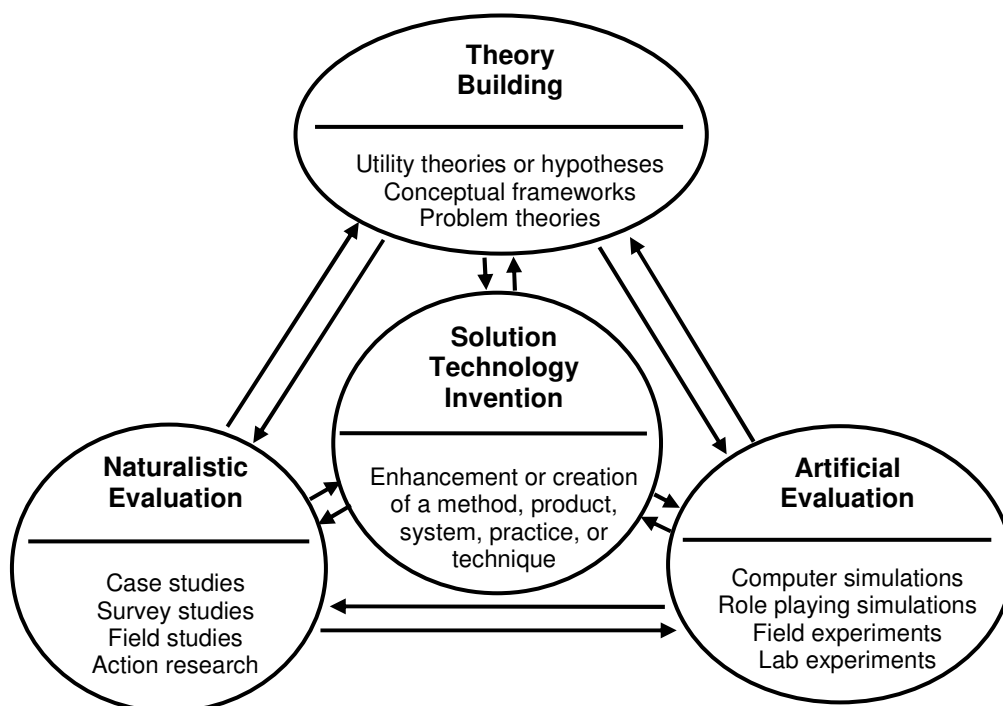 Theory
Building
Utility theories or hypotheses
Conceptual frameworks
Problem theories
Solution
Technology
Invention
Enhancement or creation
of a method, product,
system, practice, or
technique
Naturalistic
Evaluation
Case studies
Survey studies
Field studies
Action research
Artificial
Evaluation
Computer simulations
Role playing simulations
Field experiments
Lab experiments